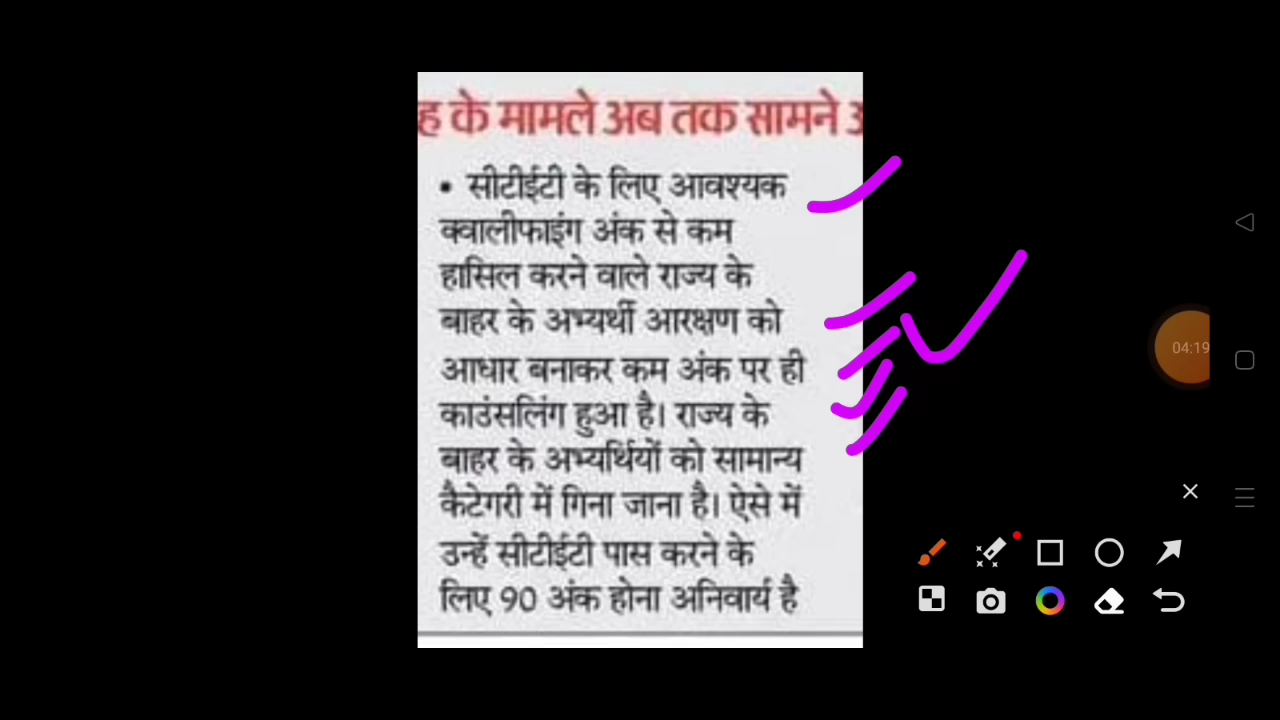 ह के मामले अब तक सामने
• सीटीईटी के लिए आवश्यक
क्वालीफाइंग अंक से कम
हासिल करने वाले राज्य के
बाहर के अभ्यर्थी आरक्षण को
आधार बनाकर कम अंक पर ही
काउंसलिंग हुआ है। राज्य के
बाहर के अभ्यर्थियों को सामान्य
कैटेगरी में गिना जाना है। ऐसे में
उन्हें सीटीईटी पास करने के
लिए 90 अंक होना अनिवार्य है
04:19